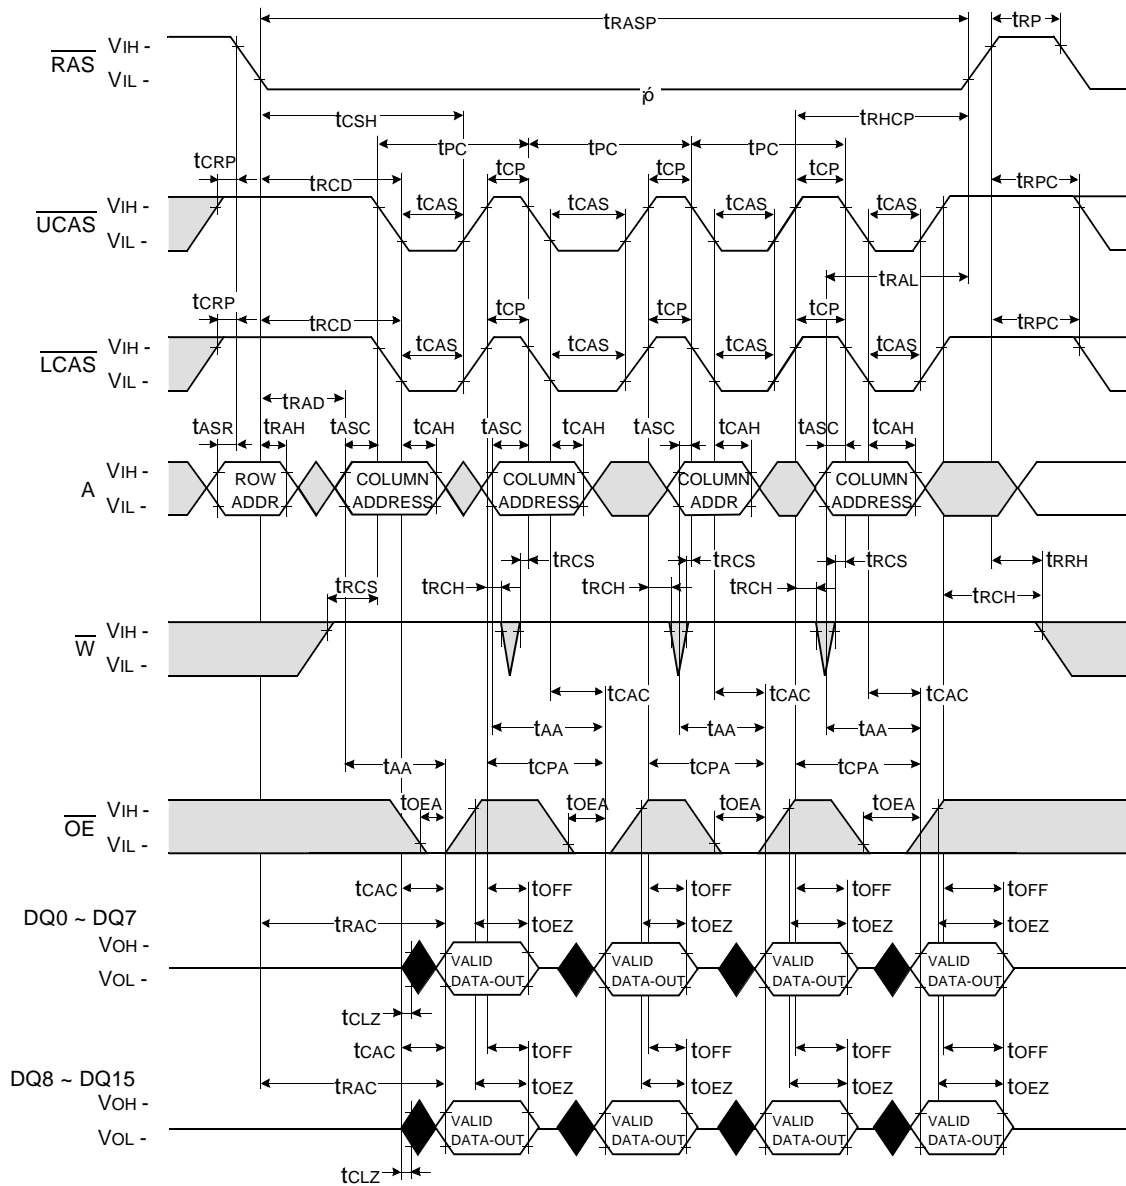 tRASP tRP
RAS VIH -
VIL -
ṕó
tCSH tRHCP
tPC tPC tPC
tCRP tRCD tCP tCP tCP tRPC
tCAS tCAS tCAS tCAS
UCAS VIH -
VIL -
tRAL
tCRP tRCD tCP tCP tCP tRPC
tCAS tCAS tCAS tCAS
LCAS VIH -
VIL -
tRAD
tASR tRAH tASC tCAH tASC tCAH tASC tCAH tASC tCAH
A VIH -
VIL -
ROW ADDR
COLUMN ADDRESS
COLUMN ADDRESS
COLUMN ADDR
COLUMN ADDRESS
tRCS tRCS tRCS tRRH
tRCS tRCH tRCH tRCH tRCH
W VIH -
VIL -
tCAC tCAC tCAC
tAA tAA tAA
tAA tCPA tCPA tCPA
tOEA tOEA tOEA tOEA
OE VIH -
VIL -
tCAC tOFF tOFF tOFF tOFF
DQ0 ~ DQ7
tRAC tOEZ tOEZ tOEZ tOEZ
VOH -
VOL -
VALID DATA-OUT
VALID DATA-OUT
VALID DATA-OUT
VALID DATA-OUT
tCLZ
tCAC tOFF tOFF tOFF tOFF
DQ8 ~ DQ15
tRAC tOEZ tOEZ tOEZ tOEZ
VOH -
VOL -
VALID DATA-OUT
VALID DATA-OUT
VALID DATA-OUT
VALID DATA-OUT
tCLZ